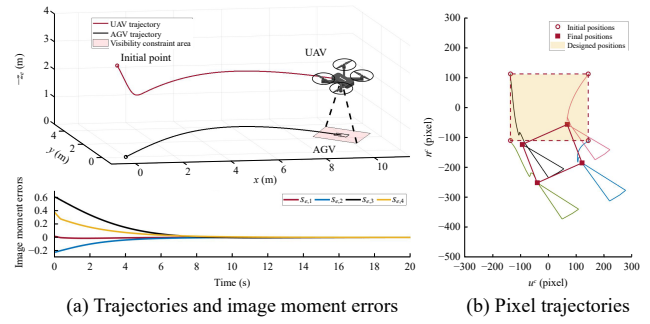 4
3
2
1
0
UAV trajectory
AGV trajectory
Visibility constraint area
Initial point
UAV
AGV
4
2
0
y (m)
0
2
4
6
8
10
x (m)
Image moment errors
0.6
0.4
0.2
0
−0.2
S_{e,1}
S_{e,2}
S_{e,3}
S_{e,4}
0
2
4
6
8
10
12
14
16
18
20
Time (s)
(a) Trajectories and image moment errors
300
200
100
0
−100
−200
−300
−400
−500
Initial positions
Final positions
Designed positions
−300
−200
−100
0
100
200
300
u^c (pixel)
(b) Pixel trajectories